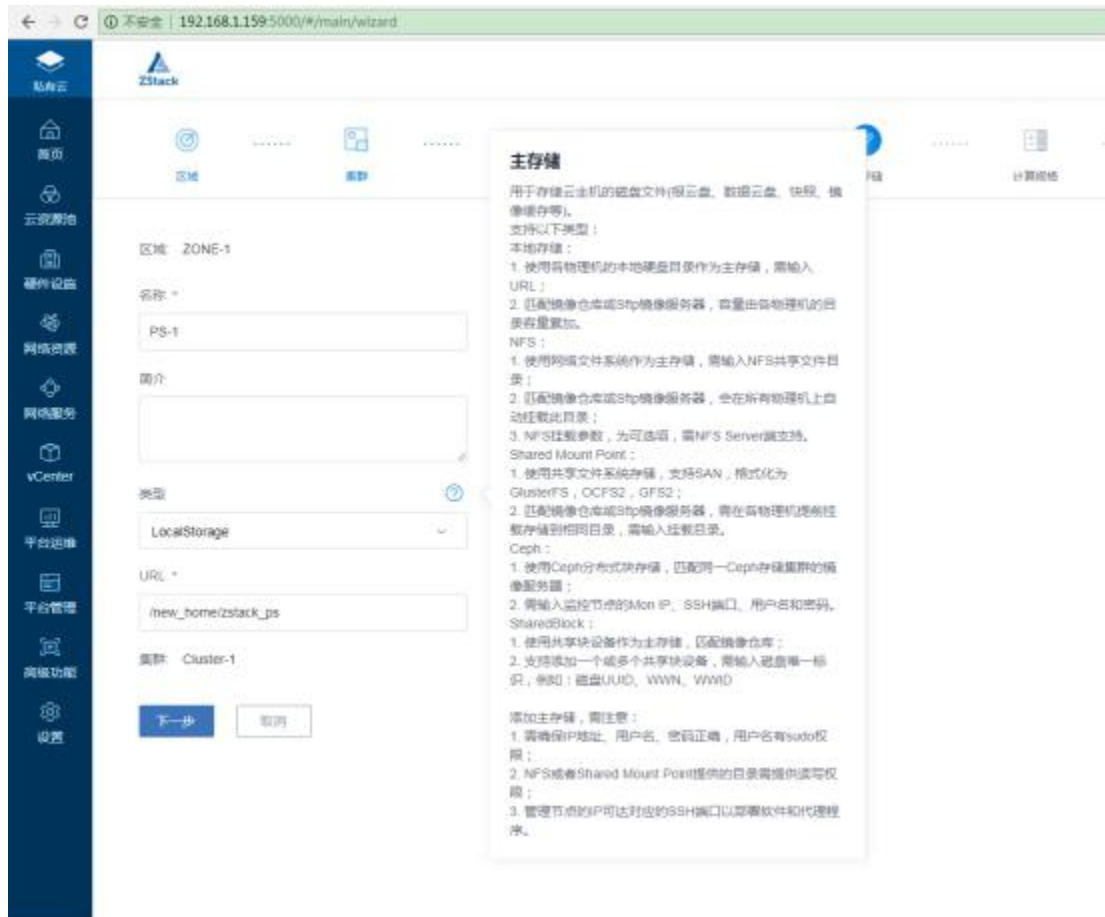 不安全 | 192.168.1.159:5000/#/main/wizard
私有云
ZStack
首页
云资源池
硬件设施
网络资源
网络服务
vCenter
平台运维
平台管理
高级功能
设置
区域
集群
计算规格
区域: ZONE-1
名称 *
PS-1
简介
类型
LocalStorage
URL *
/new_home/zstack_ps
集群: Cluster-1
下一步
取消
主存储
用于存储云主机的磁盘文件(根云盘、数据云盘、快照、镜
像缓存等)。
支持以下类型：
本地存储：
1. 使用各物理机的本地硬盘目录作为主存储，需输入
URL；
2. 匹配镜像仓库或Sftp镜像服务器，容量由各物理机的目
录容量累加。
NFS：
1. 使用网络文件系统作为主存储，需输入NFS共享文件目
录；
2. 匹配镜像仓库或Sftp镜像服务器，会在所有物理机上自
动挂载此目录；
3. NFS挂载参数，为可选项，需NFS Server端支持。
Shared Mount Point：
1. 使用共享文件系统存储，支持SAN，格式化为
GlusterFS，OCFS2，GFS2；
2. 匹配镜像仓库或Sftp镜像服务器，需在各物理机提前挂
载存储到相同目录，需输入挂载目录。
Ceph：
1. 使用Ceph分布式块存储，匹配同一Ceph存储集群的镜
像服务器；
2. 需输入监控节点的Mon IP、SSH端口、用户名和密码。
SharedBlock：
1. 使用共享块设备作为主存储，匹配镜像仓库；
2. 支持添加一个或多个共享块设备，需输入磁盘唯一标
识，例如：磁盘UUID、WWN、WWID
添加主存储，需注意：
1. 需确保IP地址、用户名、密码正确，用户名有sudo权
限；
2. NFS或者Shared Mount Point提供的目录需提供读写权
限；
3. 管理节点的IP可达对应的SSH端口以部署软件和代理程
序。